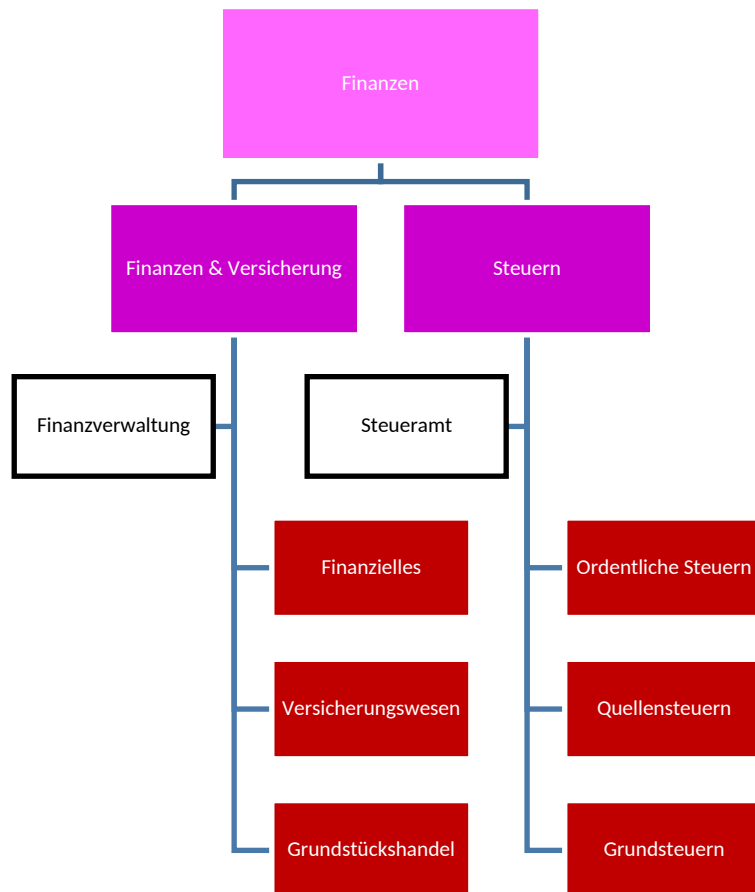 Finanzen
Finanzen & Versicherung
Steuern
Finanzverwaltung
Steueramt
Finanzielles
Ordentliche Steuern
Versicherungswesen
Quellensteuern
Grundstückshandel
Grundsteuern